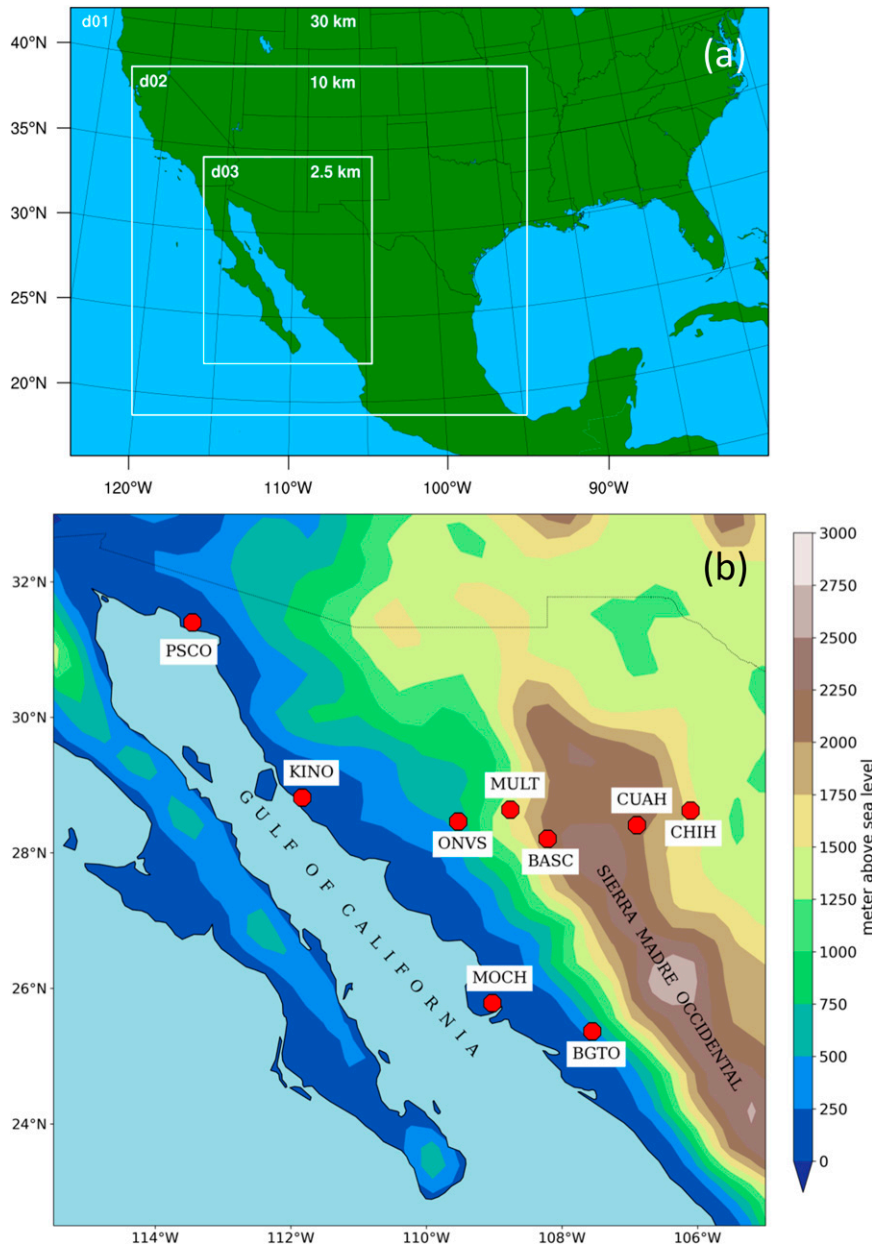 d01
30 km
(a)
40°N
d02
10 km
35°N
d03
2.5 km
30°N
25°N
20°N
120°W
110°W
100°W
90°W
(b)
3000
2750
2500
2250
2000
1750
1500
1250
1000
750
500
250
0
meter above sea level
32°N
30°N
28°N
26°N
24°N
PSCO
KINO
MULT
CUAH
ONVS
CHIH
BASC
GULF OF CALIFORNIA
SIERRA MADRE OCCIDENTAL
MOCH
BGTO
114°W
112°W
110°W
108°W
106°W